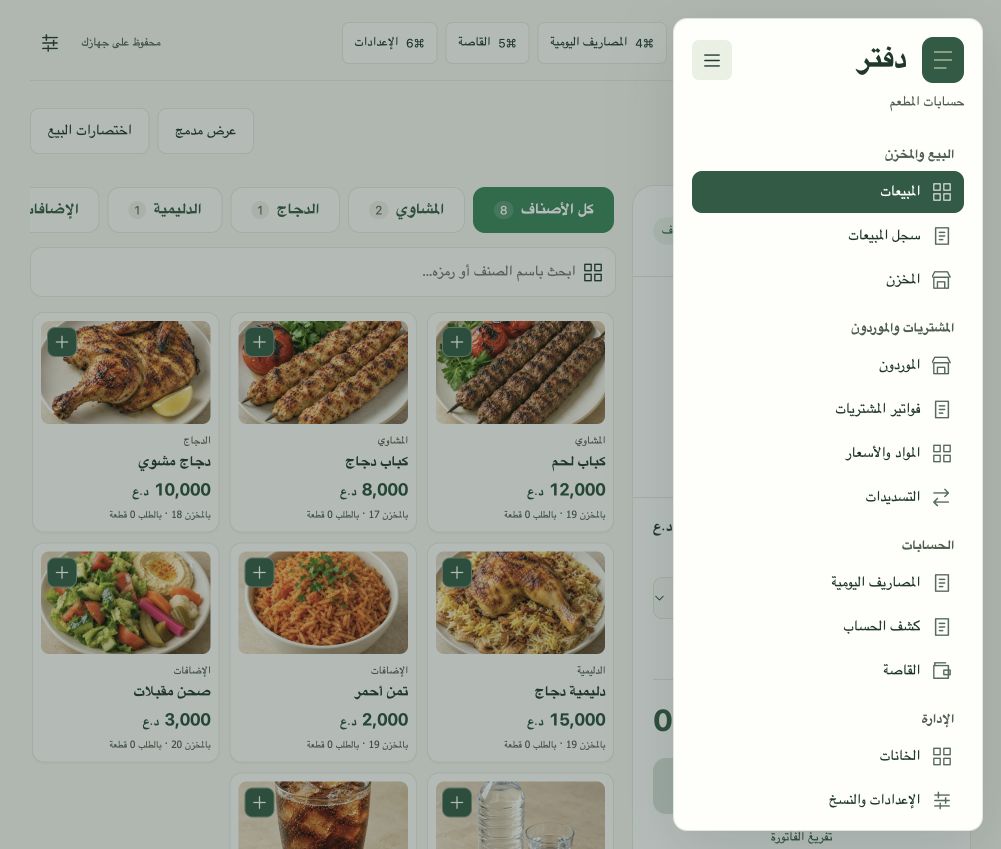 دفتر
حسابات المطعم
البيع والمخزن
المبيعات
سجل المبيعات
المخزن
المشتريات والموردون
الموردون
فواتير المشتريات
المواد والأسعار
التسديدات
الحسابات
المصاريف اليومية
كشف الحساب
القاصة
الإدارة
الخانات
الإعدادات والنسخ
⌘4 المصاريف اليومية
⌘5 القاصة
⌘6 الإعدادات
محفوظ على جهازك
عرض مدمج
اختصارات البيع
كل الأصناف 8
المشاوي 2
الدجاج 1
الدليمية 1
ابحث باسم الصنف أو رمزه...
المشاوي
كباب لحم
12,000 د.ع
بالمخزن 19 · بالطلب 0 قطعة
المشاوي
كباب دجاج
8,000 د.ع
بالمخزن 17 · بالطلب 0 قطعة
الدجاج
دجاج مشوي
10,000 د.ع
بالمخزن 18 · بالطلب 0 قطعة
الدليمية
دليمية دجاج
15,000 د.ع
بالمخزن 19 · بالطلب 0 قطعة
الإضافات
تمن أحمر
2,000 د.ع
بالمخزن 19 · بالطلب 0 قطعة
الإضافات
صحن مقبلات
3,000 د.ع
بالمخزن 20 · بالطلب 0 قطعة
د.ع
0
تفريغ الفاتورة